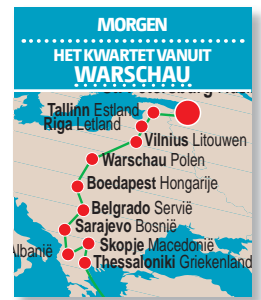 MORGEN
HET KWARTET VANUIT
WARSCHAU
Tallinn Estland
Riga Letland
Vilnius Litouwen
Warschau Polen
Boedapest Hongarije
Belgrado Servië
Sarajevo Bosnië
Skopje Macedonië
Thessaloniki Griekenland